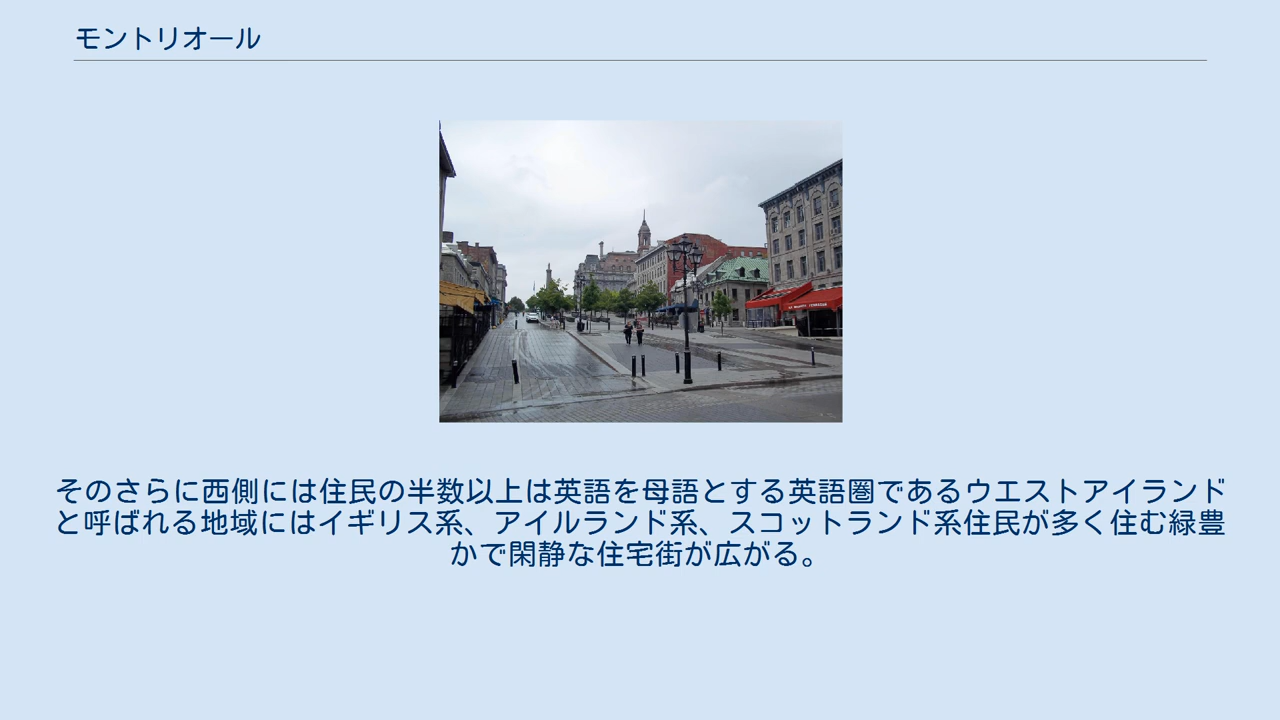 モントリオール
そのさらに西側には住民の半数以上は英語を母語とする英語圏であるウエストアイランド
と呼ばれる地域にはイギリス系、アイルランド系、スコットランド系住民が多く住む緑豊
かで閑静な住宅街が広がる。